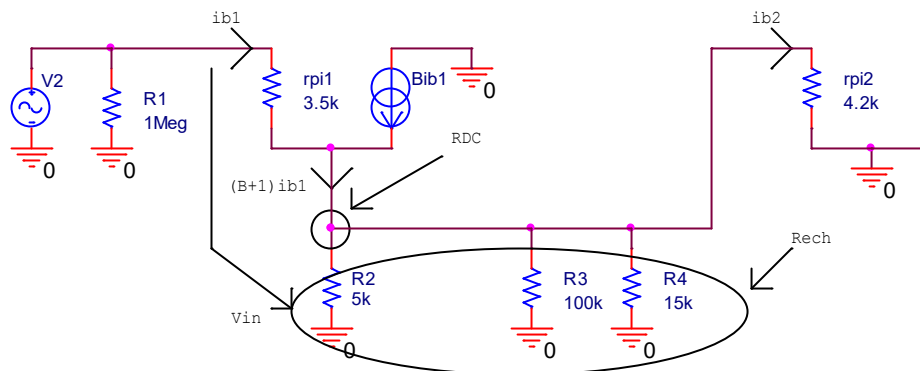 ib1
ib2
V2
R1
1Meg
rpi1
3.5k
Bib1
0
rpi2
4.2k
0
0
0
RDC
(B+1)ib1
Rech
R2
5k
R3
100k
R4
15k
Vin
0
0
0